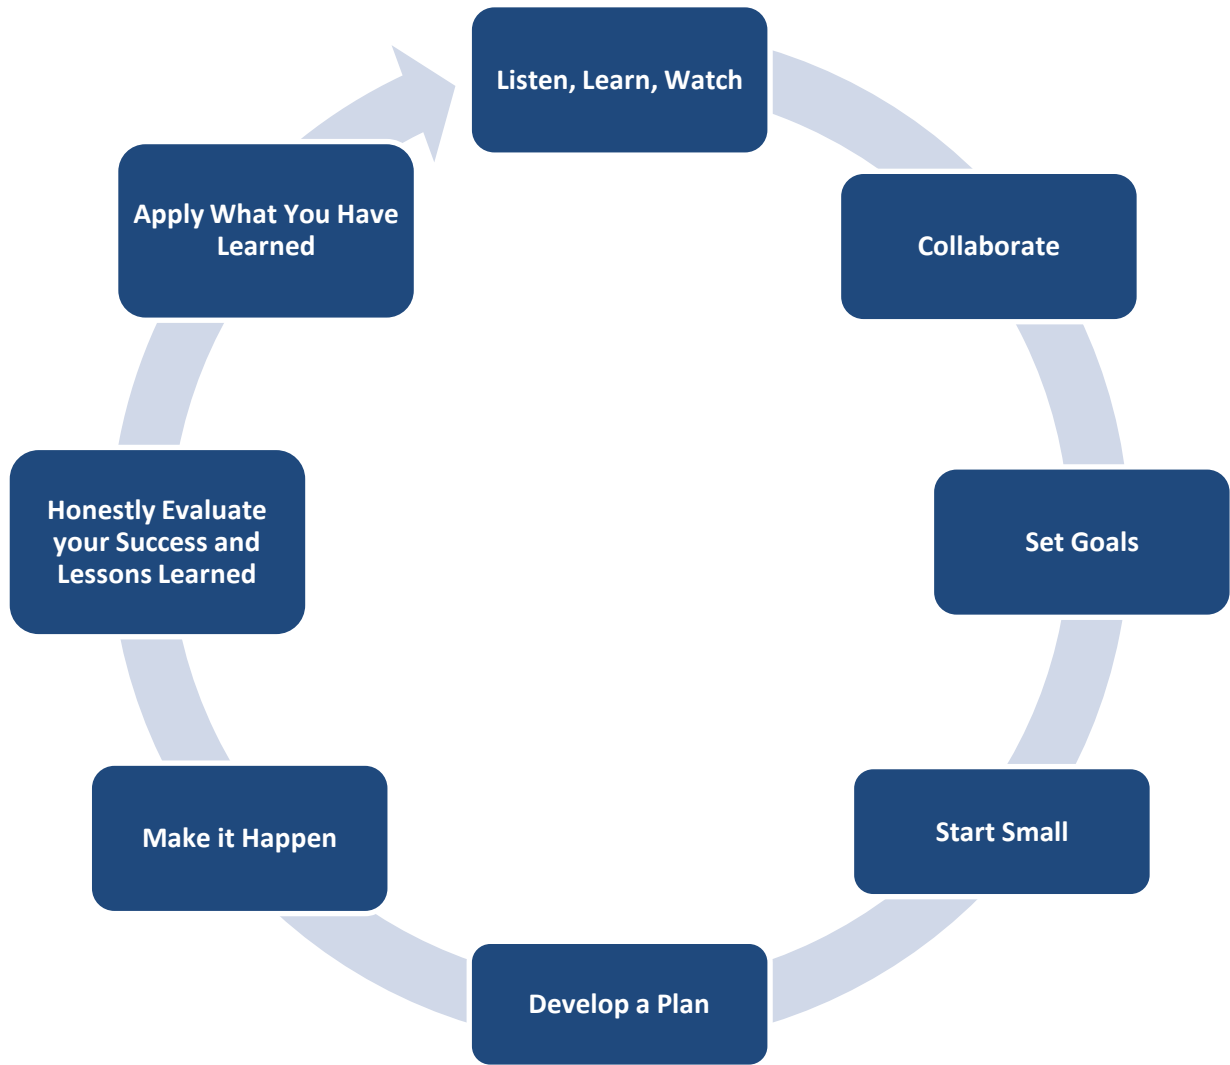 Listen, Learn, Watch
Collaborate
Set Goals
Start Small
Develop a Plan
Make it Happen
Honestly Evaluate
your Success and
Lessons Learned
Apply What You Have
Learned